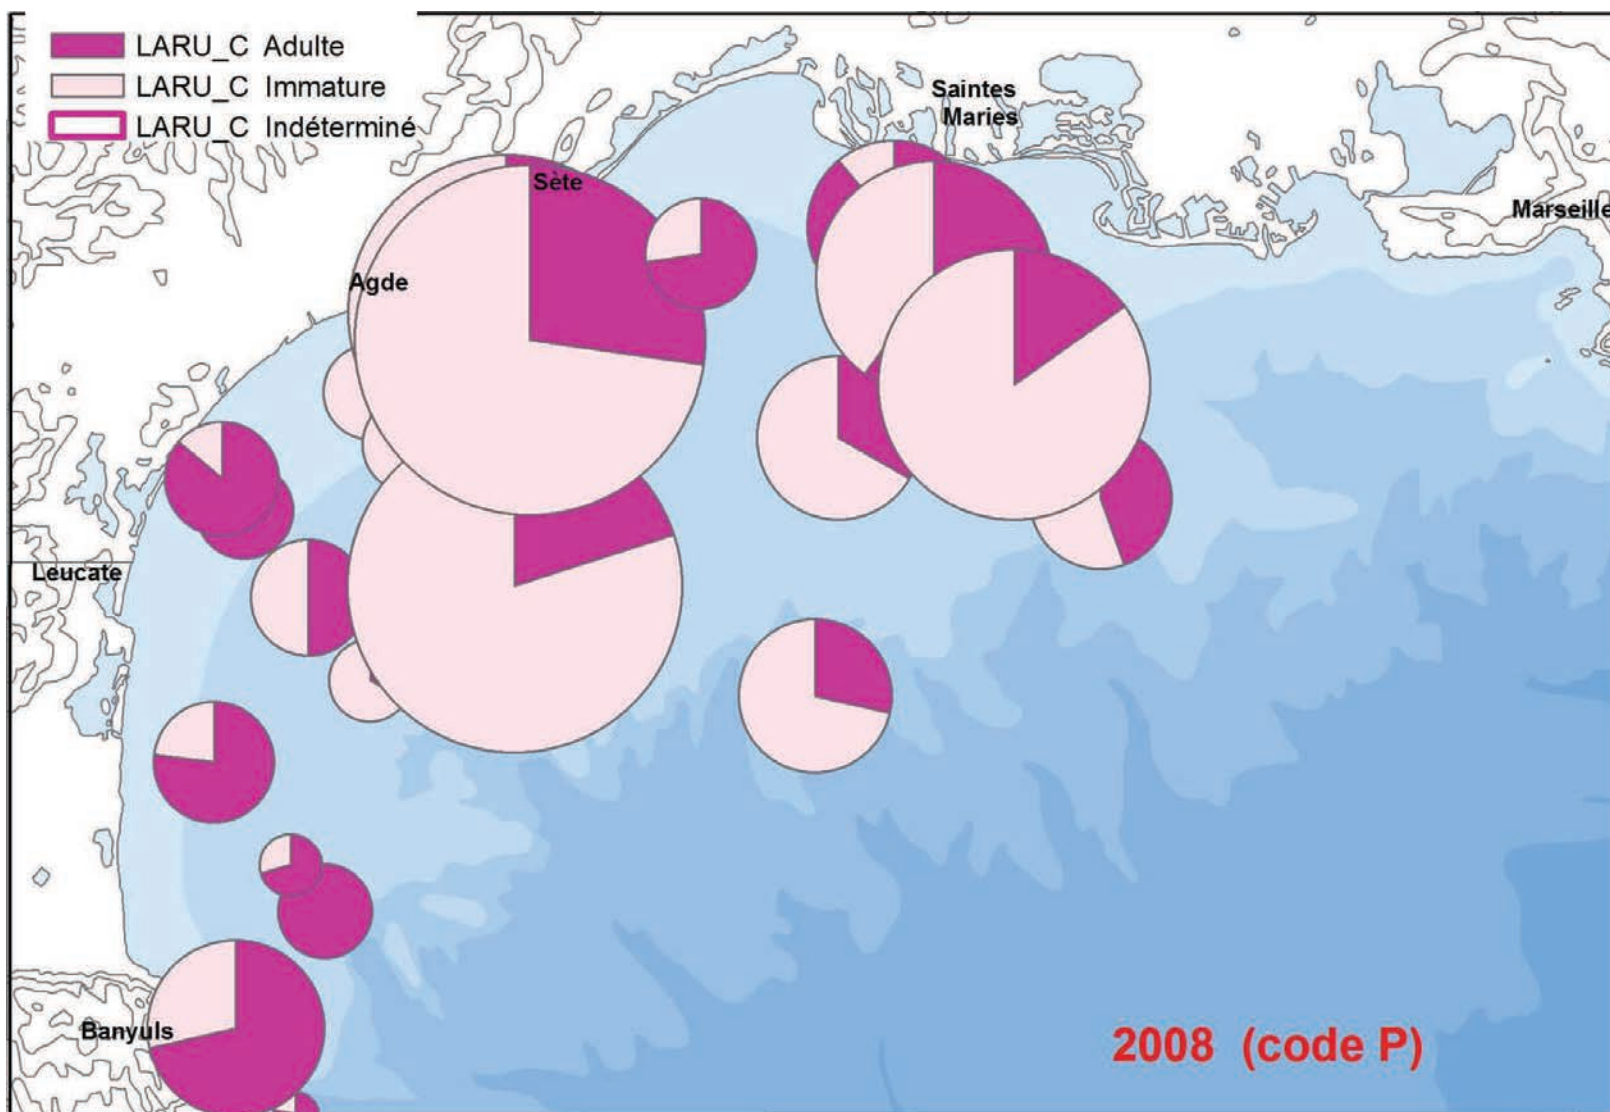 LARU_C Adulte
LARU_C Immature
LARU_C Indéterminé
Saintes
Maries
Sète
Marseille
Agde
Leucate
Banyuls
2008 (code P)